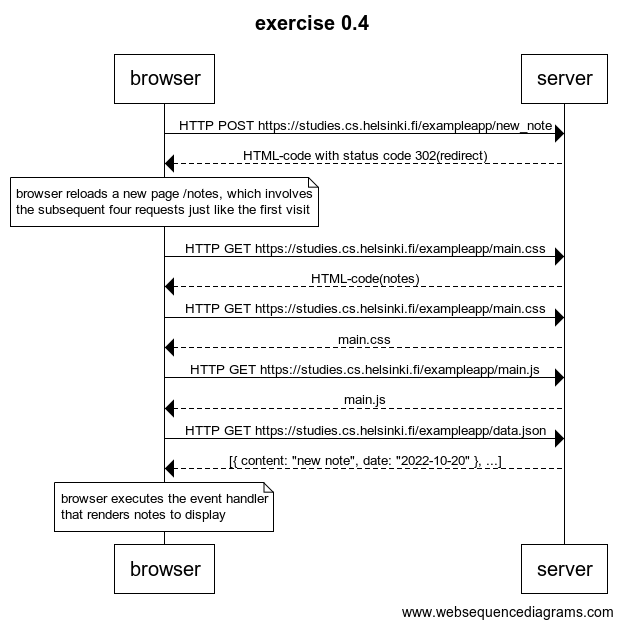 exercise 0.4
browser
server
HTTP POST https://studies.cs.helsinki.fi/exampleapp/new_note
HTML-code with status code 302(redirect)
browser reloads a new page /notes, which involves
the subsequent four requests just like the first visit
HTTP GET https://studies.cs.helsinki.fi/exampleapp/main.css
HTML-code(notes)
HTTP GET https://studies.cs.helsinki.fi/exampleapp/main.css
main.css
HTTP GET https://studies.cs.helsinki.fi/exampleapp/main.js
main.js
HTTP GET https://studies.cs.helsinki.fi/exampleapp/data.json
[{ content: "new note", date: "2022-10-20" }, ...]
browser executes the event handler
that renders notes to display
browser
server
www.websequencediagrams.com